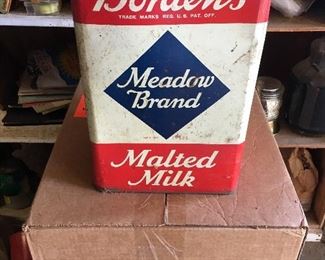 Borden's
TRADE MARKS REG. U.S. PAT. OFF.
Meadow
Brand
Malted
Milk